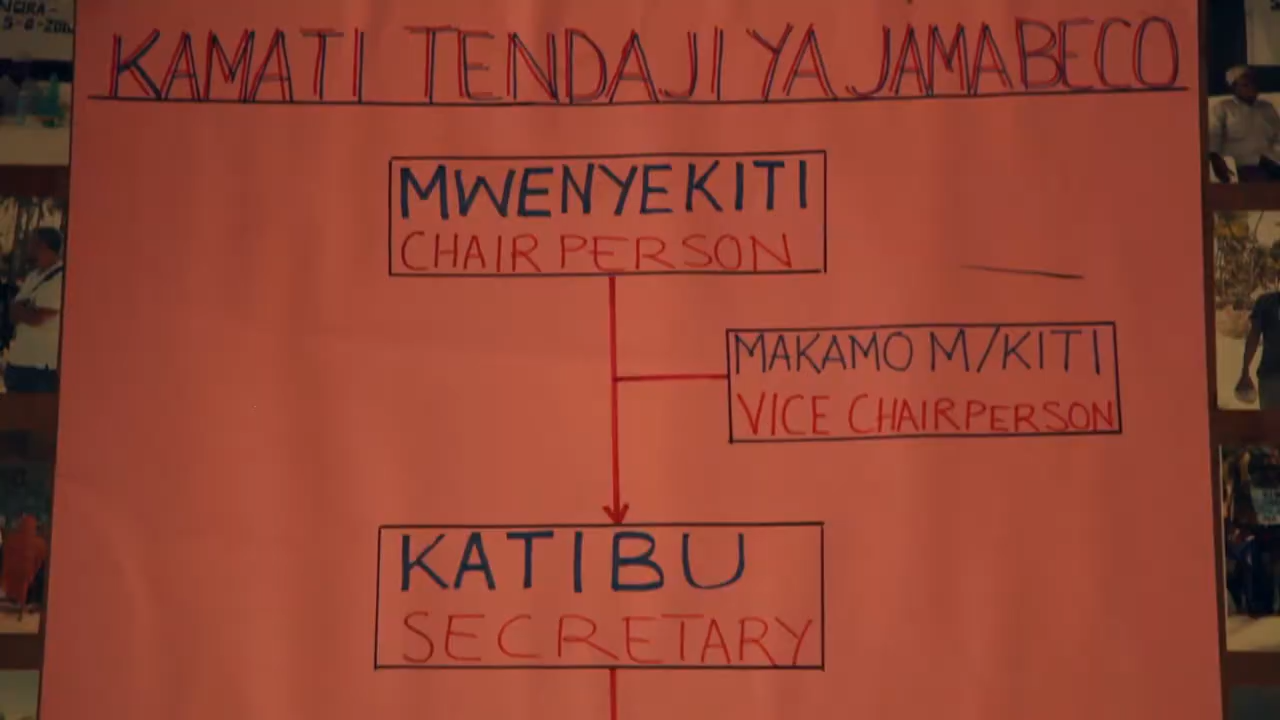 KAMATI TENDAJI YA JAMABECO
MWENYEKITI
CHAIRPERSON
MAKAMO M/KITI
VICE CHAIRPERSON
KATIBU
SECRETARY